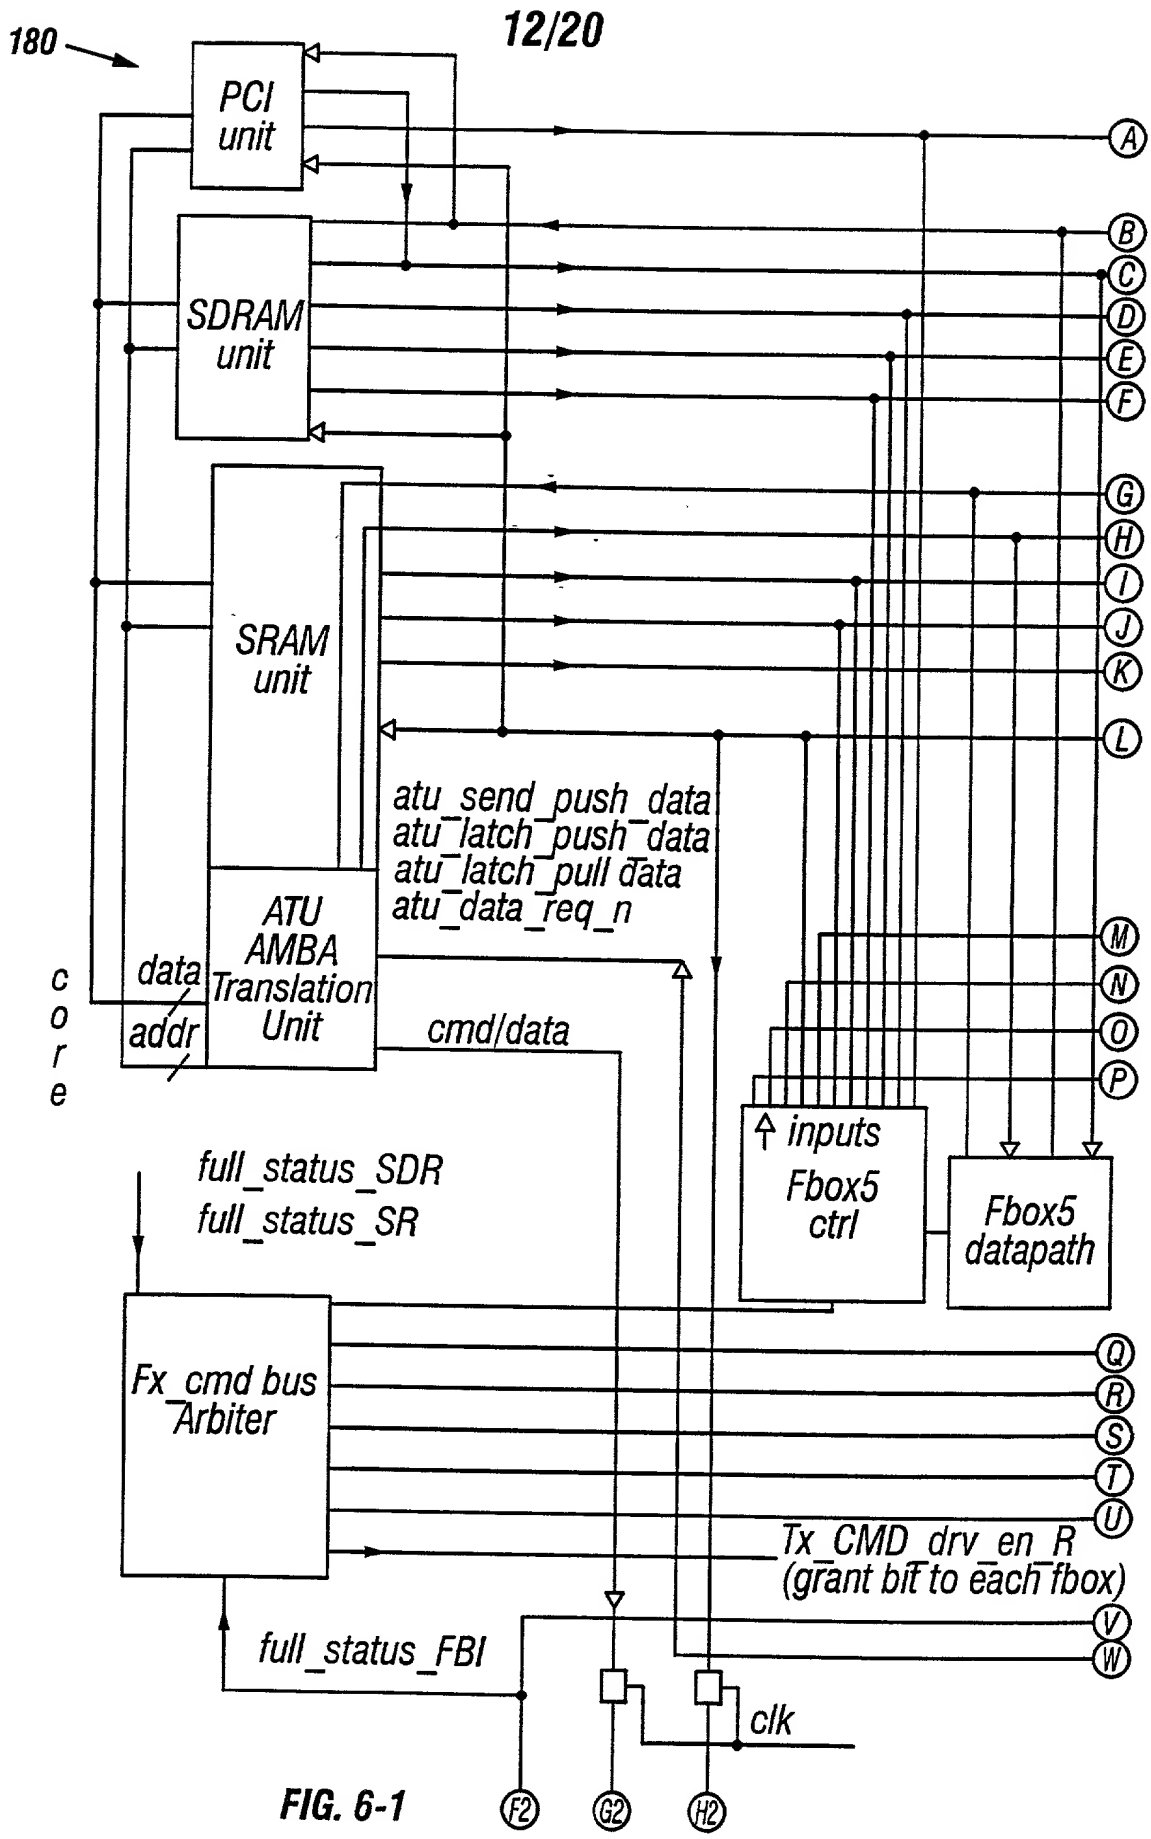 12/20
180
PCI
unit
A
B
C
SDRAM
unit
D
E
F
G
H
I
SRAM
unit
J
K
L
atu_send_push_data
atu_latch_push_data
atu_latch_pull data
atu_data_req_n
ATU
AMBA
Translation
Unit
core
data
addr
cmd/data
M
N
O
P
inputs
Fbox5
ctrl
Fbox5
datapath
full_status_SDR
full_status_SR
Fx_cmd bus
Arbiter
Q
R
S
T
U
Tx_CMD_drv_en_R
(grant bit to each fbox)
V
W
full_status_FBI
clk
F2
G2
H2
FIG. 6-1